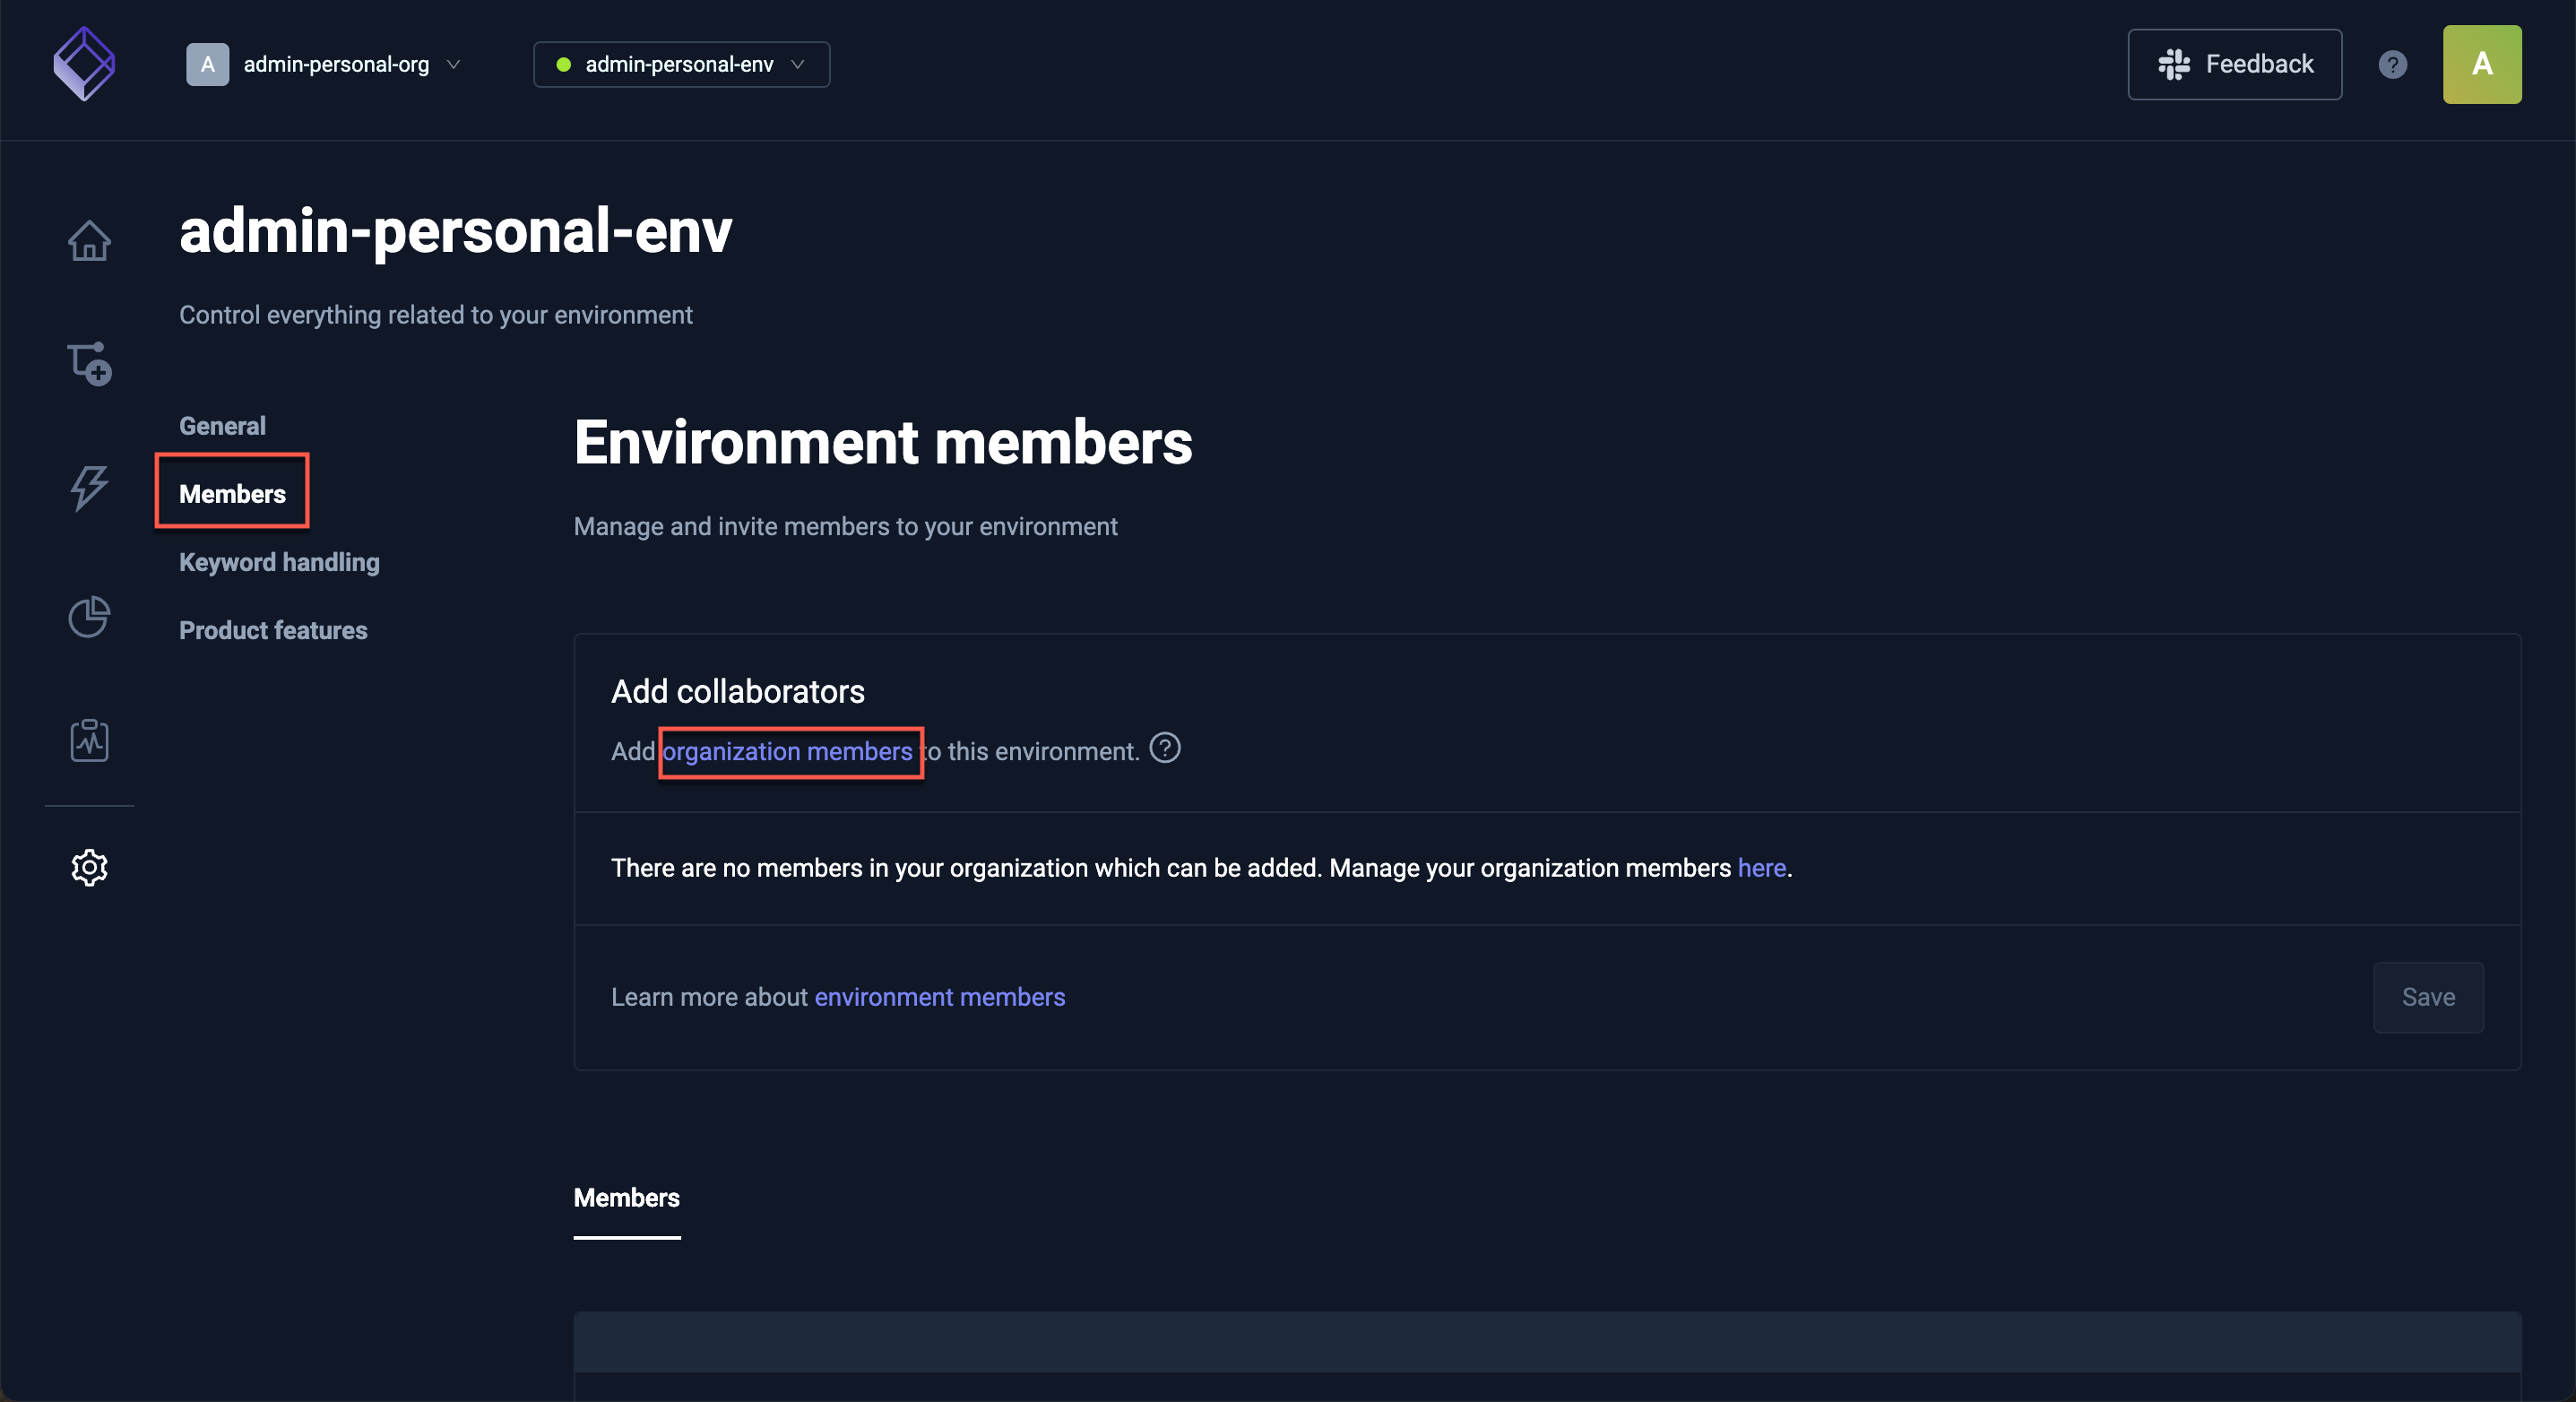 A admin-personal-org
admin-personal-env
Feedback
?
A
admin-personal-env
Control everything related to your environment
General
Members
Keyword handling
Product features
Environment members
Manage and invite members to your environment
Add collaborators
Add organization members to this environment. ?
There are no members in your organization which can be added. Manage your organization members here.
Learn more about environment members
Save
Members